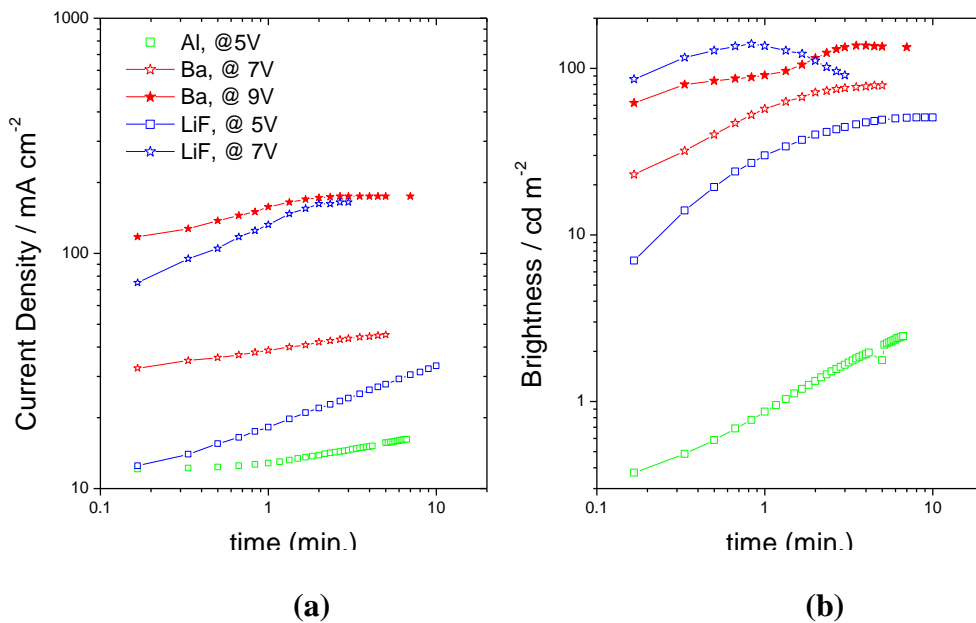 1000
100
10
Current Density / mA cm-2
Al, @5V
Ba, @ 7V
Ba, @ 9V
LiF, @ 5V
LiF, @ 7V
0.1
1
10
time (min.)
(a)
100
10
1
Brightness / cd m-2
0.1
1
10
time (min.)
(b)